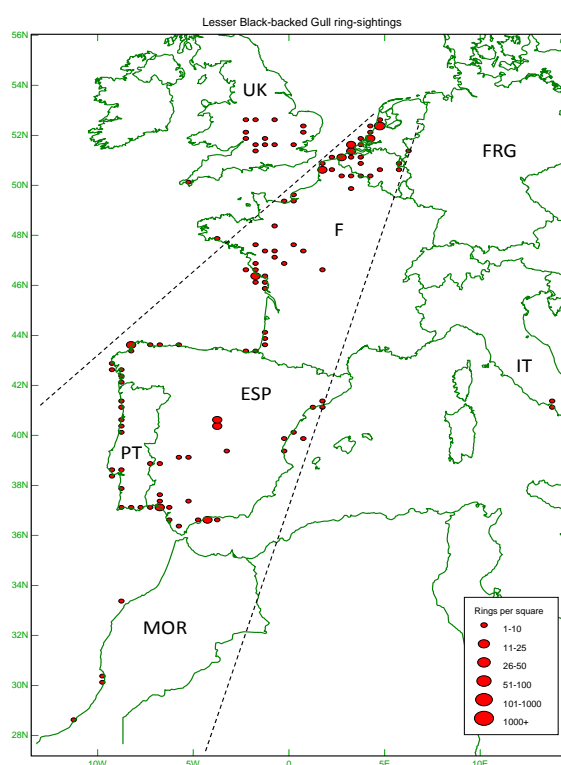 Lesser Black-backed Gull ring-sightings
56N
54N
52N
50N
48N
46N
44N
42N
40N
38N
36N
34N
32N
30N
28N
UK
FRG
F
IT
ESP
PT
MOR
Rings per square
1-10
11-25
26-50
51-100
101-1000
1000+
10W
5W
0
5E
10E